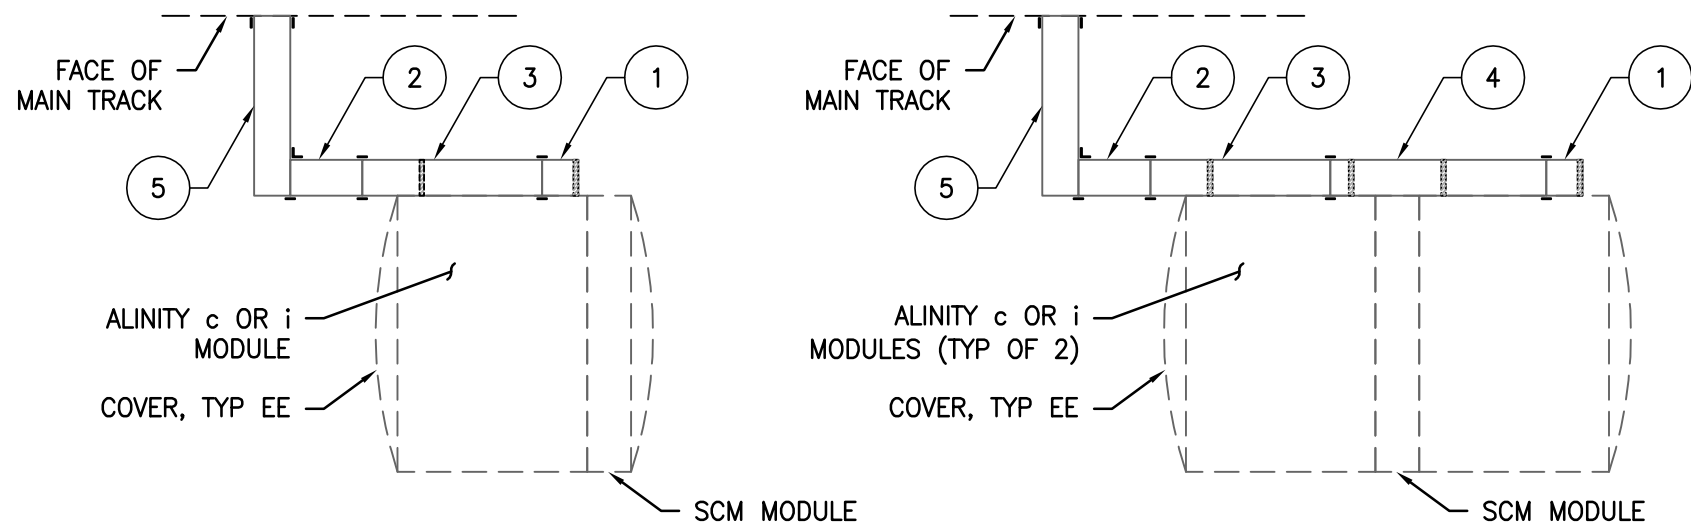 FACE OF
MAIN TRACK
2
3
1
5
ALINITY c OR i
MODULE
COVER, TYP EE
SCM MODULE
FACE OF
MAIN TRACK
2
3
4
1
5
ALINITY c OR i
MODULES (TYP OF 2)
COVER, TYP EE
SCM MODULE